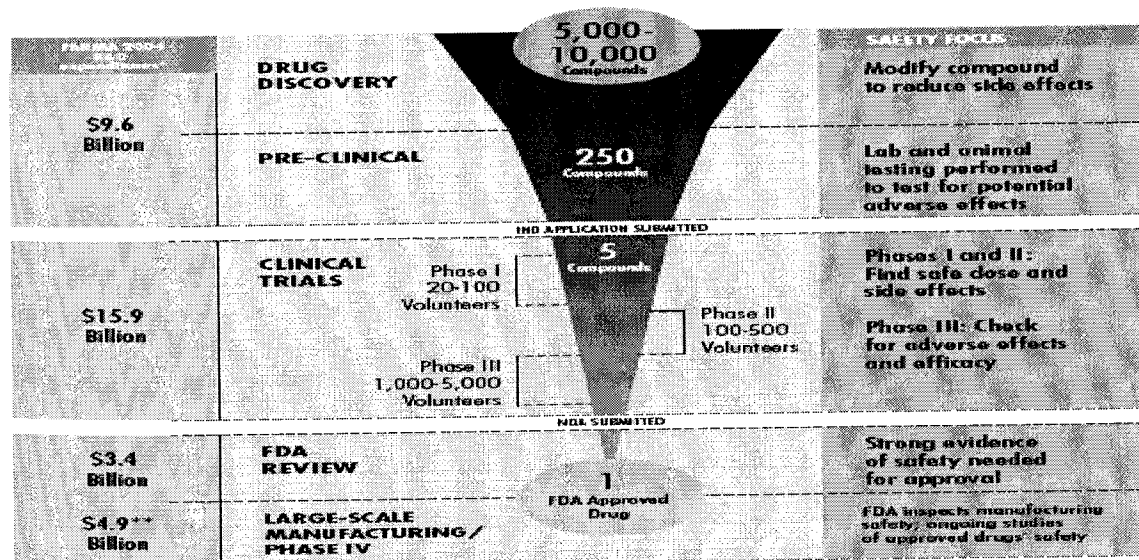 5,000-
10,000
Compounds
SAFETY FOCUS
DRUG
DISCOVERY
Modify compound
to reduce side effects
$9.6
Billion
PRE-CLINICAL
250
Compounds
Lab and animal
testing performed
to test for potential
adverse effects
IND APPLICATION SUBMITTED
CLINICAL
TRIALS
Phase I
20-100
Volunteers
5
Compounds
Phases I and II:
Find safe dose and
side effects
$15.9
Billion
Phase II
100-500
Volunteers
Phase III: Check
for adverse effects
and efficacy
Phase III
1,000-5,000
Volunteers
NDA SUBMITTED
$3.4
Billion
FDA
REVIEW
Strong evidence
of safety needed
for approval
1
FDA Approved
Drug
$4.9**
Billion
LARGE-SCALE
MANUFACTURING/
PHASE IV
FDA inspects manufacturing
safety; ongoing studies
of approved drugs' safety